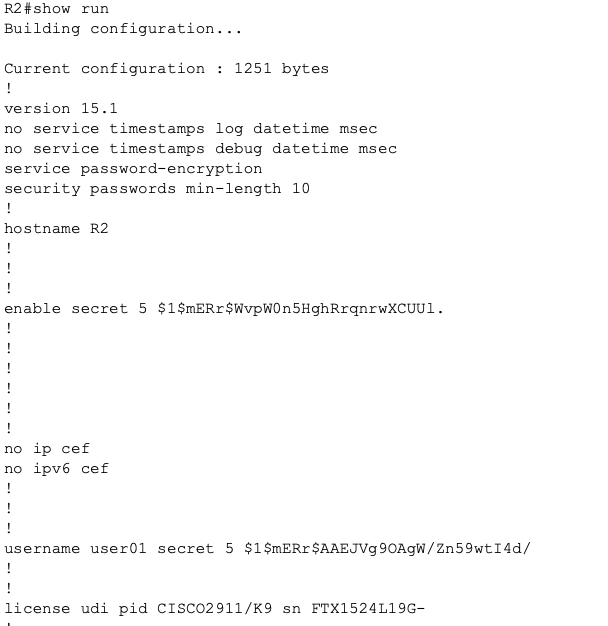 R2#show run
Building configuration...
Current configuration : 1251 bytes
!
version 15.1
no service timestamps log datetime msec
no service timestamps debug datetime msec
service password-encryption
security passwords min-length 10
!
hostname R2
!
!
!
enable secret 5 $1$mERr$WvpW0n5HghRrqnrwXCUUl.
!
!
!
!
!
!
no ip cef
no ipv6 cef
!
!
!
username user01 secret 5 $1$mERr$AAEJVg9OAgW/Zn59wtI4d/
!
!
license udi pid CISCO2911/K9 sn FTX1524L19G-
!